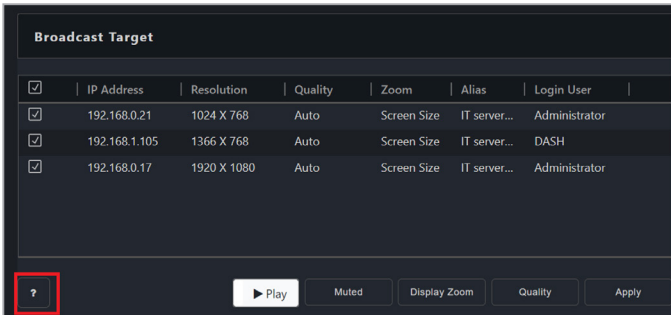 Broadcast Target
IP Address | Resolution | Quality | Zoom | Alias | Login User |
192.168.0.21 1024 X 768 Auto Screen Size IT server... Administrator
192.168.1.105 1366 X 768 Auto Screen Size IT server... DASH
192.168.0.17 1920 X 1080 Auto Screen Size IT server... Administrator
? Play Muted Display Zoom Quality Apply